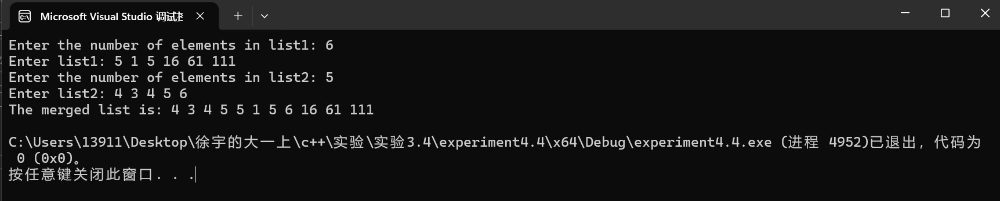 Microsoft Visual Studio 调试
Enter the number of elements in list1: 6
Enter list1: 5 1 5 16 61 111
Enter the number of elements in list2: 5
Enter list2: 4 3 4 5 6
The merged list is: 4 3 4 5 5 1 5 6 16 61 111
C:\Users\13911\Desktop\徐宇的大一上\c++\实验\实验3.4\experiment4.4\x64\Debug\experiment4.4.exe (进程 4952)已退出，代码为
0 (0x0)。
按任意键关闭此窗口. . .